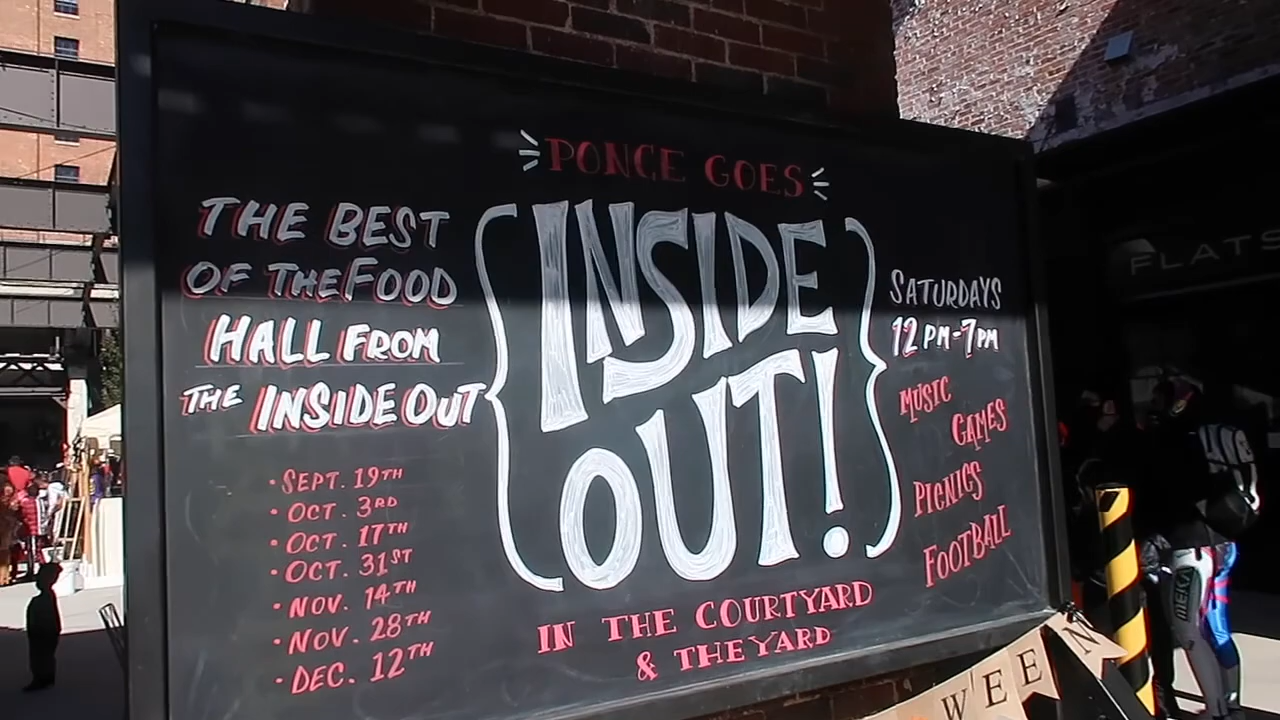 PONCE GOES
INSIDE
OUT!
IN THE COURTYARD
& THE YARD
THE BEST
OF THE FOOD
HALL FROM
THE INSIDE OUT
· SEPT. 19TH
· OCT. 3RD
· OCT. 17TH
· OCT. 31ST
· NOV. 14TH
· NOV. 28TH
· DEC. 12TH
SATURDAYS
12 PM-7PM
MUSIC
GAMES
PICNICS
FOOTBALL
FLATS
WEEN